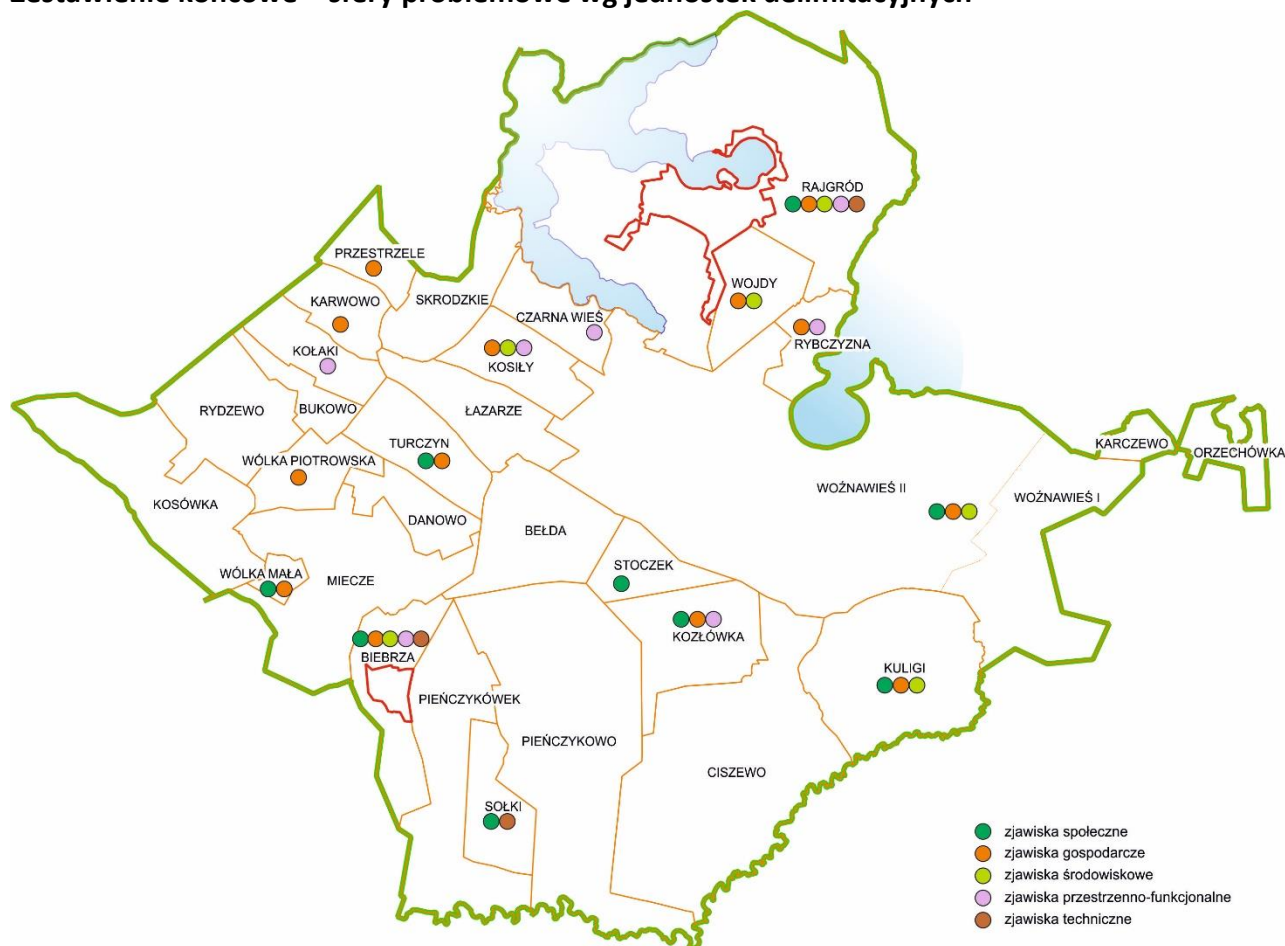 Zestawienie końcowe – sfery problemowe wg jednostek delimitacyjnych
RAJGRÓD
PRZESTRZELE
WOJDY
KARWOWO
SKRODZKIE
CZARNA WIEŚ
RYBCZYZNA
KOŁAKI
KOSIŁY
RYDZEWO
BUKOWO
ŁAZARZE
TURCZYN
KARCZEWO
ORZECHÓWKA
WÓLKA PIOTROWSKA
WOŹNAWIEŚ II
WOŹNAWIEŚ I
KOSÓWKA
DANOWO
BEŁDA
STOCZEK
WÓLKA MAŁA
MIECZE
KOZŁÓWKA
BIEBRZA
KULIGI
PIEŃCZYKÓWEK
PIEŃCZYKOWO
CISZEWO
SOŁKI
zjawiska społeczne
zjawiska gospodarcze
zjawiska środowiskowe
zjawiska przestrzenno-funkcjonalne
zjawiska techniczne